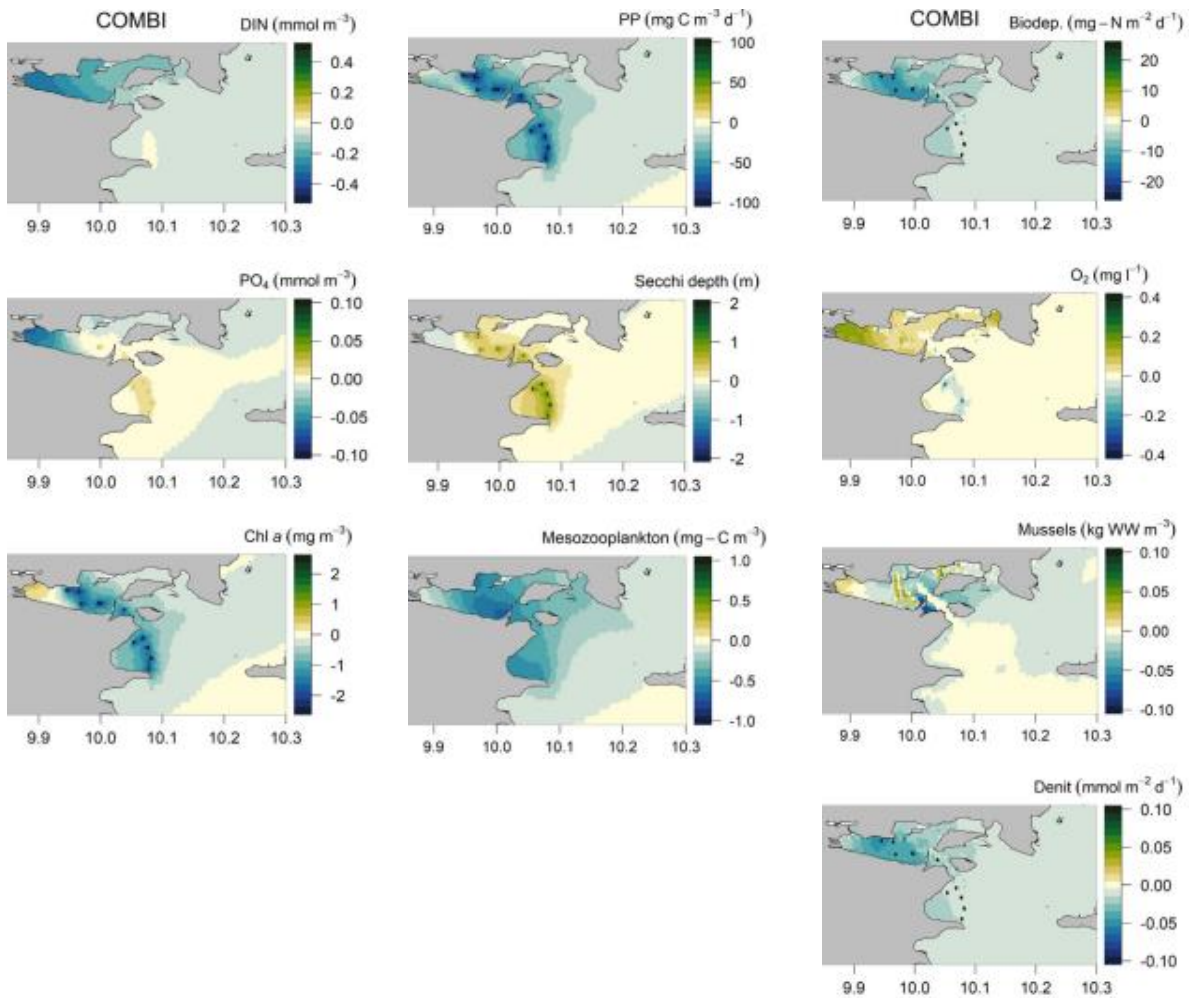 COMBI
DIN (mmol m⁻³)
0.4
0.2
0.0
-0.2
-0.4
9.9 10.0 10.1 10.2 10.3
PP (mg C m⁻³ d⁻¹)
100
50
0
-50
-100
9.9 10.0 10.1 10.2 10.3
COMBI
Biodep. (mg – N m⁻² d⁻¹)
20
10
0
-10
-20
9.9 10.0 10.1 10.2 10.3
PO₄ (mmol m⁻³)
0.10
0.05
0.00
-0.05
-0.10
9.9 10.0 10.1 10.2 10.3
Secchi depth (m)
2
1
0
-1
-2
9.9 10.0 10.1 10.2 10.3
O₂ (mg l⁻¹)
0.4
0.2
0.0
-0.2
-0.4
9.9 10.0 10.1 10.2 10.3
Chl a (mg m⁻³)
2
1
0
-1
-2
9.9 10.0 10.1 10.2 10.3
Mesozooplankton (mg – C m⁻³)
1.0
0.5
0.0
-0.5
-1.0
9.9 10.0 10.1 10.2 10.3
Mussels (kg WW m⁻³)
0.10
0.05
0.00
-0.05
-0.10
9.9 10.0 10.1 10.2 10.3
Denit (mmol m⁻² d⁻¹)
0.10
0.05
0.00
-0.05
-0.10
9.9 10.0 10.1 10.2 10.3